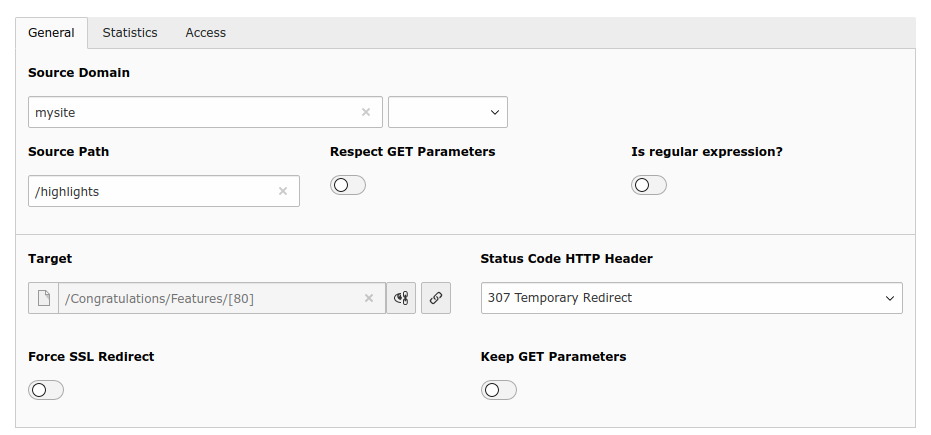 General Statistics Access
Source Domain
mysite
Source Path Respect GET Parameters Is regular expression?
/highlights
Target Status Code HTTP Header
/Congratulations/Features/[80] 307 Temporary Redirect
Force SSL Redirect Keep GET Parameters